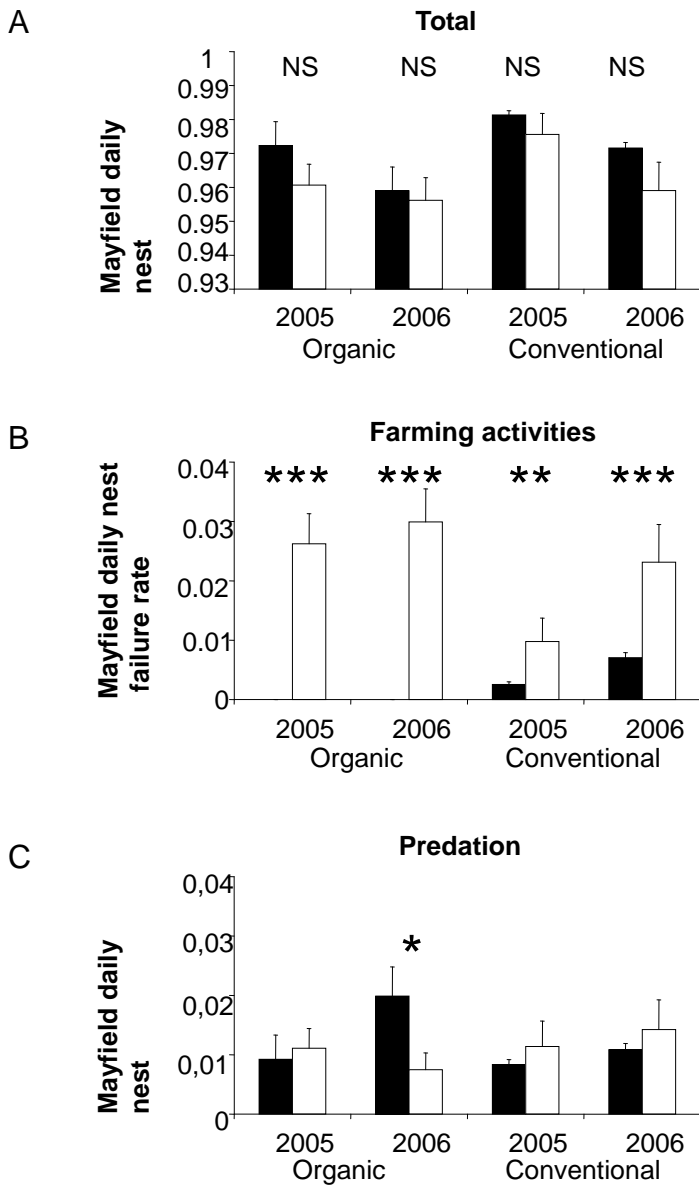 A
Total
1
0.99
0.98
0.97
0.96
0.95
0.94
0.93
Mayfield daily
nest
NS NS NS NS
2005 2006 2005 2006
Organic Conventional
B
Farming activities
0.04
0.03
0.02
0.01
0
Mayfield daily nest
failure rate
*** *** ** ***
2005 2006 2005 2006
Organic Conventional
C
Predation
0,04
0,03
0,02
0,01
0
Mayfield daily
nest
*
2005 2006 2005 2006
Organic Conventional